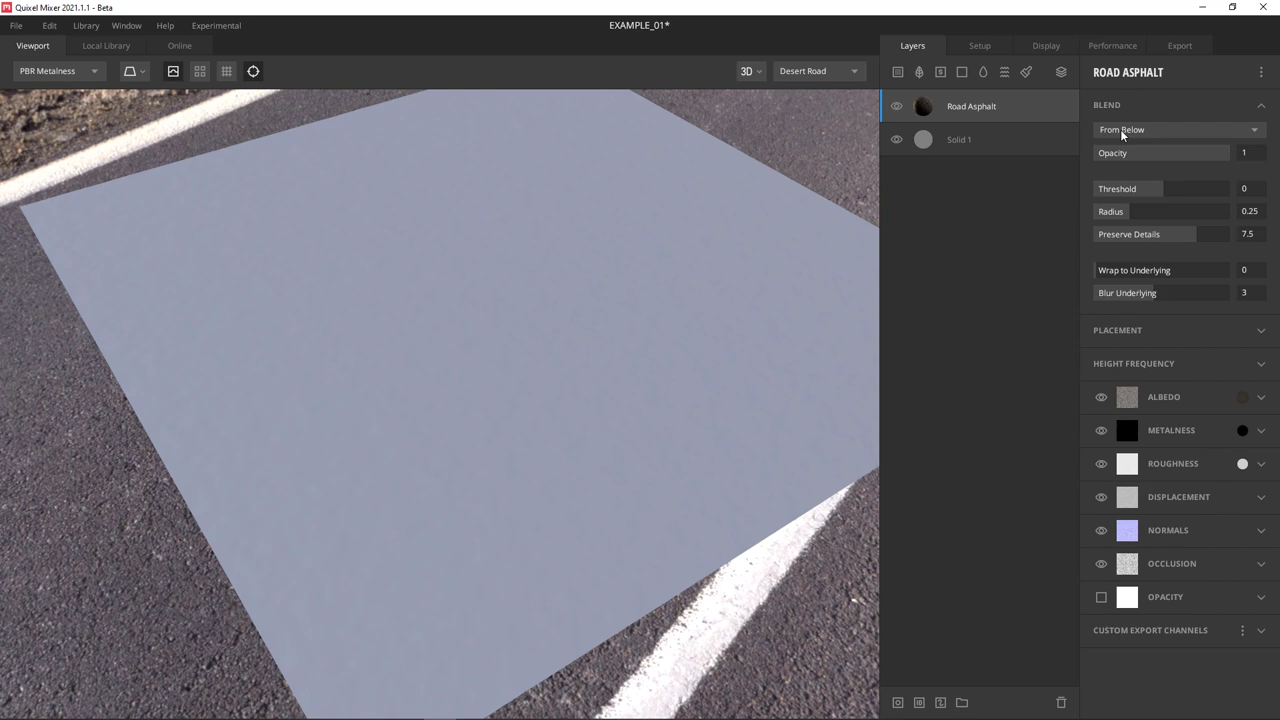 Quixel Mixer 2021.1.1 - Beta
File Edit Library Window Help Experimental
EXAMPLE_01*
Viewport Local Library Online
Layers Setup Display Performance Export
PBR Metalness
3D Desert Road
ROAD ASPHALT
Road Asphalt
Solid 1
BLEND
From Below
Opacity 1
Threshold 0
Radius 0.25
Preserve Details 7.5
Wrap to Underlying 0
Blur Underlying 3
PLACEMENT
HEIGHT FREQUENCY
ALBEDO
METALNESS
ROUGHNESS
DISPLACEMENT
NORMALS
OCCLUSION
OPACITY
CUSTOM EXPORT CHANNELS